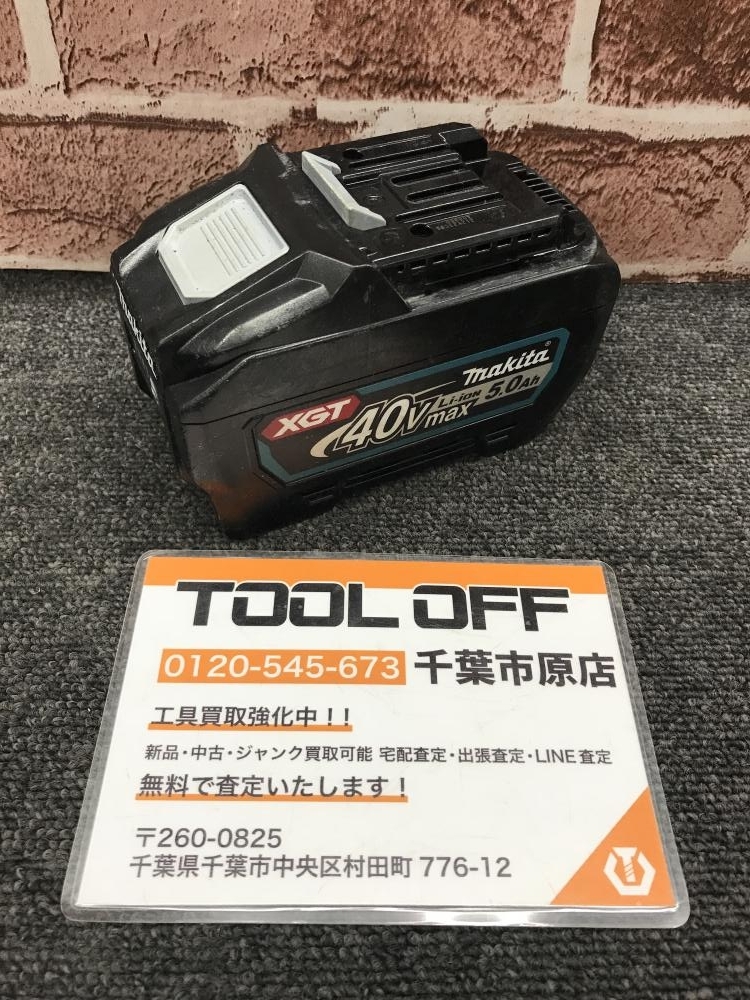 makita
makita
XGT 40Vmax Li-ion 5.0Ah
TOOL OFF
0120-545-673 千葉市原店
工具買取強化中！！
新品・中古・ジャンク買取可能 宅配査定・出張査定・LINE査定
無料で査定いたします！
〒260-0825
千葉県千葉市中央区村田町 776-12